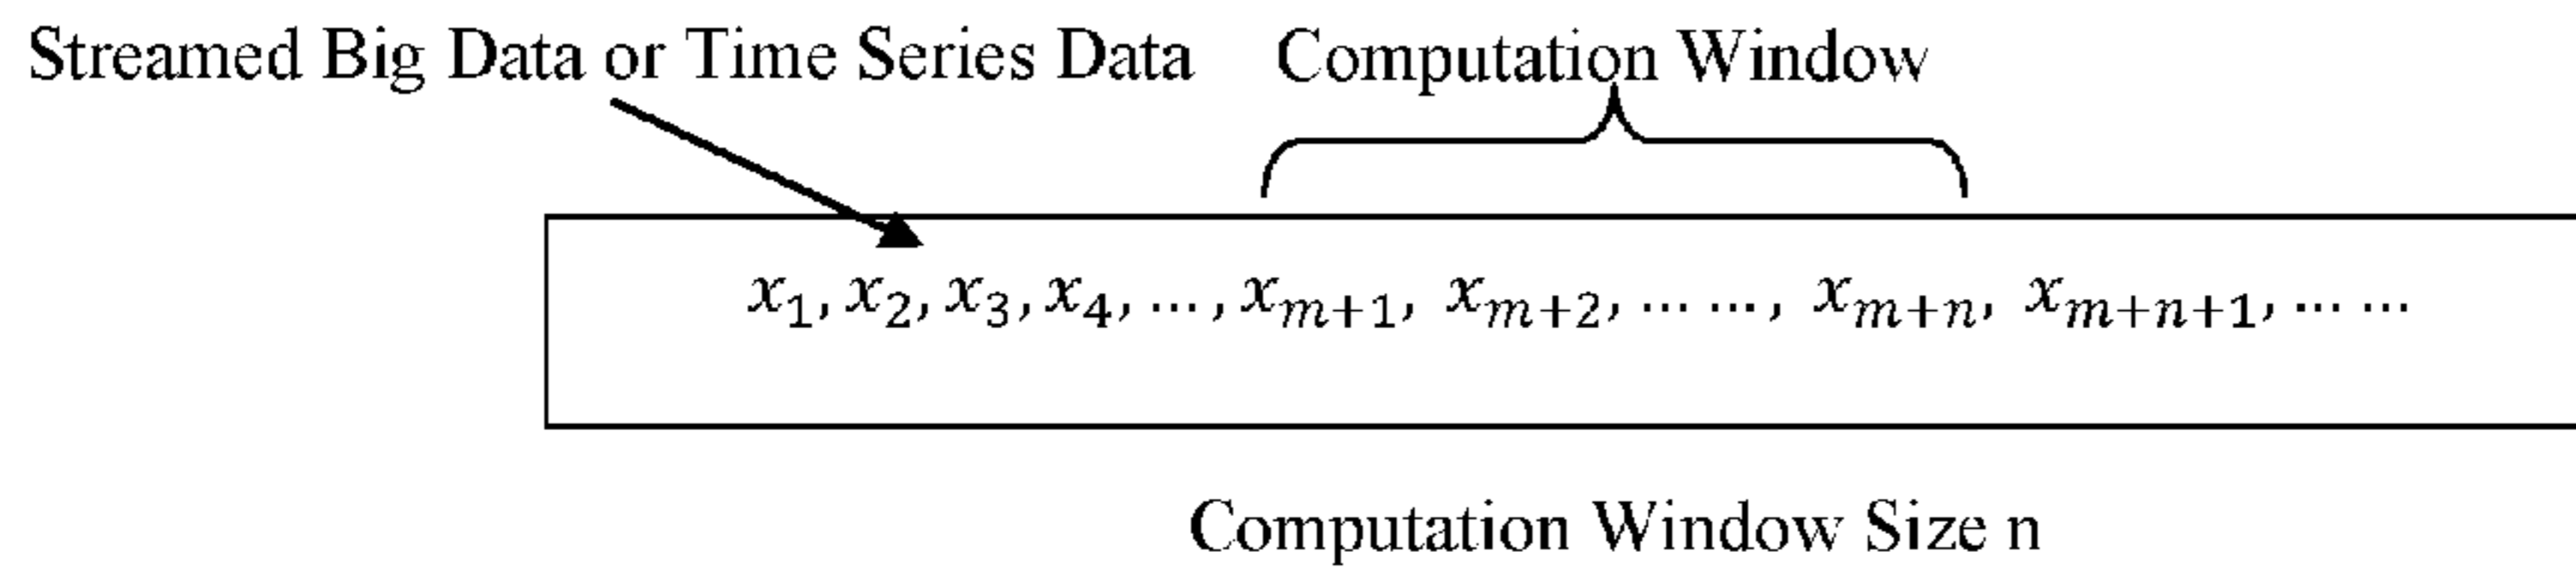 Streamed Big Data or Time Series Data Computation Window
x₁, x₂, x₃, x₄, ... , xₘ₊₁, xₘ₊₂, ... ..., xₘ₊ₙ, xₘ₊ₙ₊₁, ... ...
Computation Window Size n